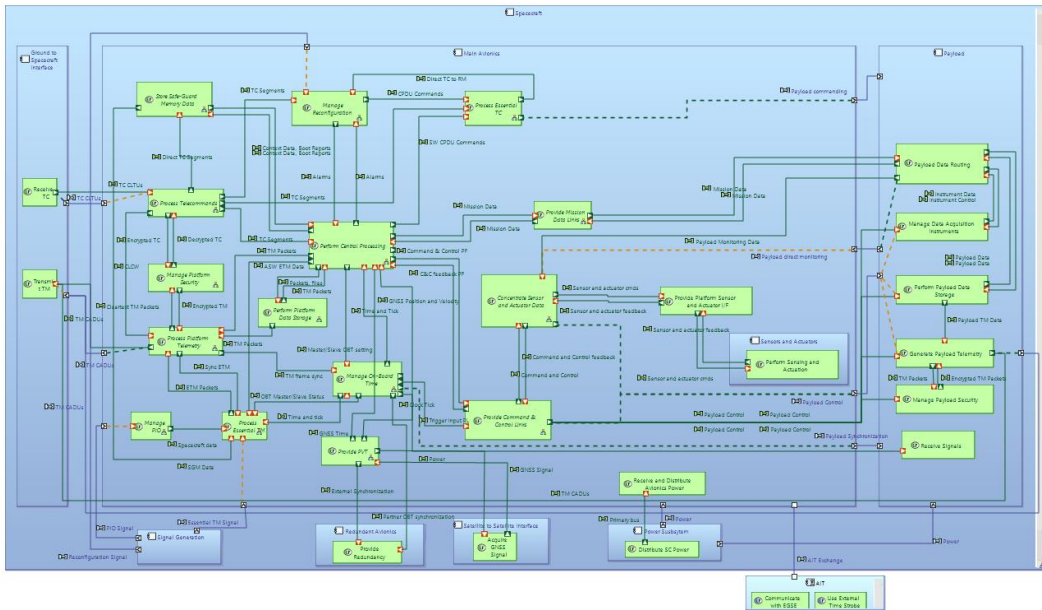 Spacecraft
Ground to
Spacecraft
Interface
Main Avionics
Payload
Store Safe-Guard
Memory Data
Manage
Reconfiguration
Process Essential
TC
Direct TC to RM
CPDU Commands
TC Segments
Payload commanding
SW CPDU Commands
Context Data, Boot Reports
Context Data, Boot Reports
Direct TC Segments
Alarms
Alarms
Payload Data Routing
Receive
TC
TC CLTUs
TC CLTUs
Process Telecommands
TC Segments
TC Segments
Mission Data
Mission Data
Provide Mission
Data Links
Mission Data
Mission Data
Instrument Data
Instrument Control
Manage Data Acquisition
Instruments
Encrypted TC
Decrypted TC
Perform Central Processing
TM Packets
Command & Control PF
Payload Monitoring Data
Payload direct monitoring
Payload Data
Payload Data
CLCW
ASW ETM Data
C&C feedback PF
Transmit
TM
Manage Platform
Security
Packets, files
TM Packets
GNSS Position and Velocity
Concentrate Sensor
and Actuator Data
Sensor and actuator cmds
Sensor and actuator feedback
Provide Platform Sensor
and Actuator I/F
Perform Payload Data
Storage
Cleartext TM Packets
Encrypted TM
Perform Platform
Data Storage
Time and Tick
Payload TM Data
TM CADUs
Process Platform
Telemetry
TM Packets
Sensor and actuator feedback
Sensors and Actuators
Generate Payload Telemetry
TM CADUs
Master/Slave OBT setting
Command and Control feedback
Perform Sensing and
Actuation
Sync ETM
TM frame sync
Manage On-Board
Time
Command and Control
Sensor and actuator cmds
TM Packets
Encrypted TM Packets
TM CADUs
ETM Packets
OBT Master/Slave Status
Manage Payload Security
Payload Control
Manage
PIO
Process
Essential TM
Time and tick
Provide Command &
Control Links
Payload Control
Payload Control
Payload Control
Payload Control
Payload Synchronization
Receive Signals
Spacecraft data
GNSS Time
Provide PVT
Power
GNSS Signal
SGM Data
Receive and Distribute
Avionics Power
TM CADUs
External Synchronization
Essential TM Signal
Partner OBT synchronization
Primary bus
Power
PIO Signal
Signal Generation
Redundant Avionics
Satellite to Satellite Interface
Power Subsystem
Power
Reconfiguration Signal
Provide
Redundancy
Acquire
GNSS
Signal
Distribute SC Power
AIT Exchange
AIT
Communicate
with EGSE
Use External
Time Strobe